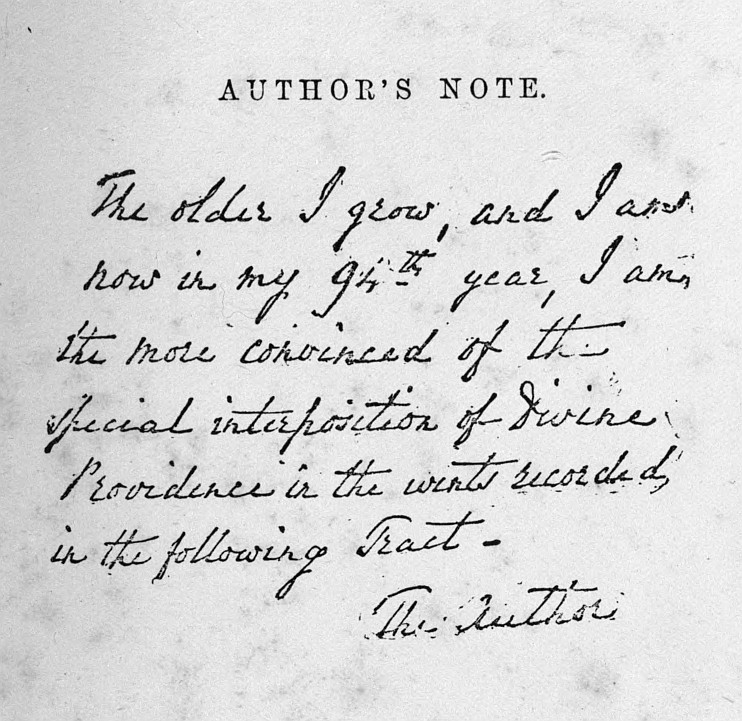 AUTHOR'S NOTE.
The older I grow, and I am
now in my 94th year, I am
the more convinced of the
special interposition of Divine
Providence in the events recorded
in the following Tract -
The Author